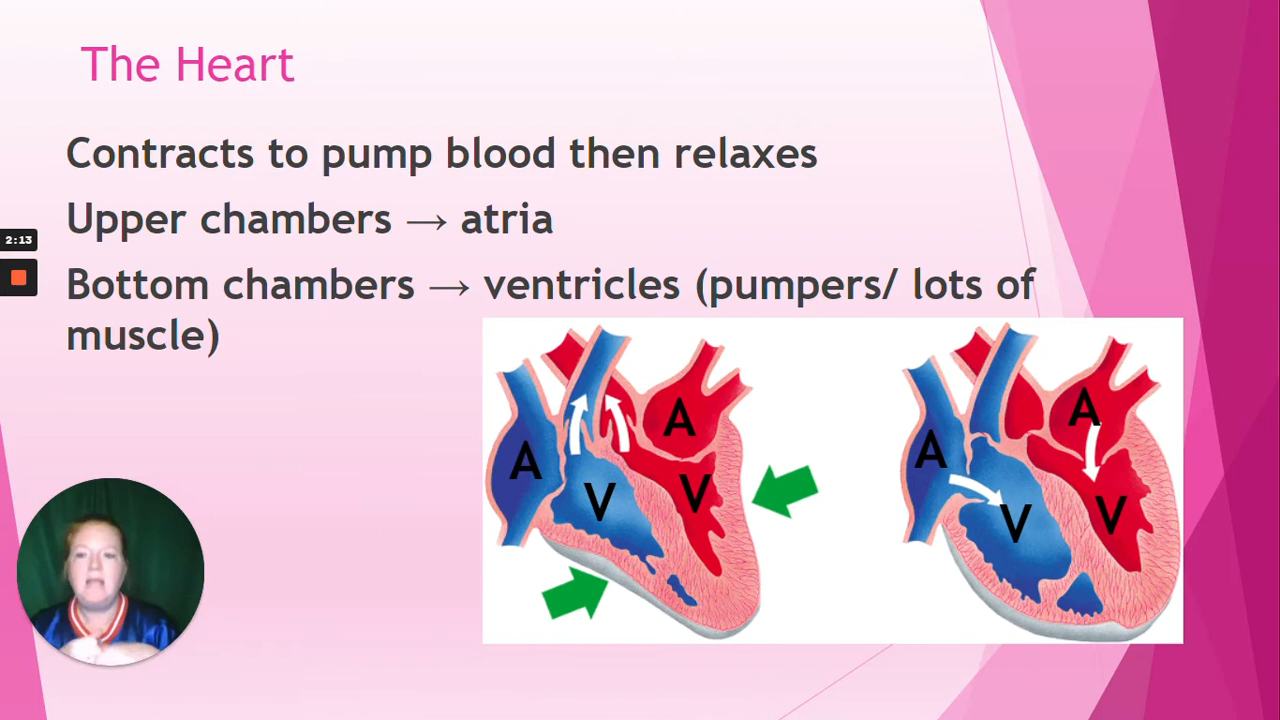 The Heart
Contracts to pump blood then relaxes
Upper chambers → atria
2:13
Bottom chambers → ventricles (pumpers/ lots of
muscle)
A
A
V
V
A
A
V
V